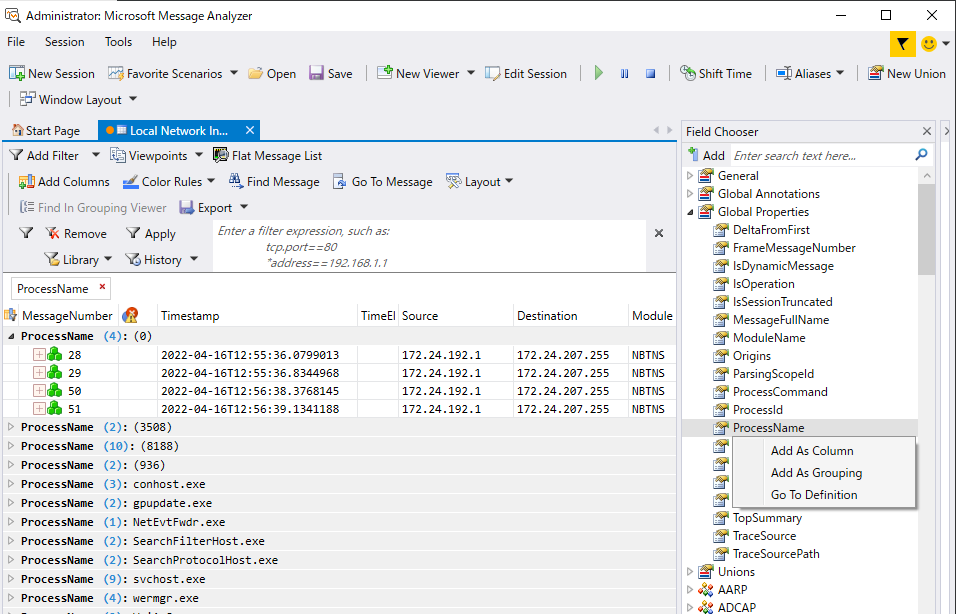 Administrator: Microsoft Message Analyzer
File Session Tools Help
New Session Favorite Scenarios Open Save New Viewer Edit Session Shift Time Aliases New Union
Window Layout
Start Page Local Network In...
Add Filter Viewpoints Flat Message List
Add Columns Color Rules Find Message Go To Message Layout
Find In Grouping Viewer Export
Remove Apply
Library History
Enter a filter expression, such as:
tcp.port==80
*address==192.168.1.1
ProcessName
MessageNumber Timestamp TimeEl Source Destination Module
ProcessName (4): (0)
28 2022-04-16T12:55:36.0799013 172.24.192.1 172.24.207.255 NBTNS
29 2022-04-16T12:55:36.8344968 172.24.192.1 172.24.207.255 NBTNS
50 2022-04-16T12:56:38.3768145 172.24.192.1 172.24.207.255 NBTNS
51 2022-04-16T12:56:39.1341188 172.24.192.1 172.24.207.255 NBTNS
ProcessName (2): (3508)
ProcessName (10): (8188)
ProcessName (2): (936)
ProcessName (3): conhost.exe
ProcessName (2): gpupdate.exe
ProcessName (1): NetEvtFwdr.exe
ProcessName (2): SearchFilterHost.exe
ProcessName (2): SearchProtocolHost.exe
ProcessName (9): svchost.exe
ProcessName (4): wermgr.exe
Field Chooser
Add Enter search text here...
General
Global Annotations
Global Properties
DeltaFromFirst
FrameMessageNumber
IsDynamicMessage
IsOperation
IsSessionTruncated
MessageFullName
ModuleName
Origins
ParsingScopeId
ProcessCommand
ProcessId
ProcessName
Add As Column
Add As Grouping
Go To Definition
TopSummary
TraceSource
TraceSourcePath
Unions
AARP
ADCAP